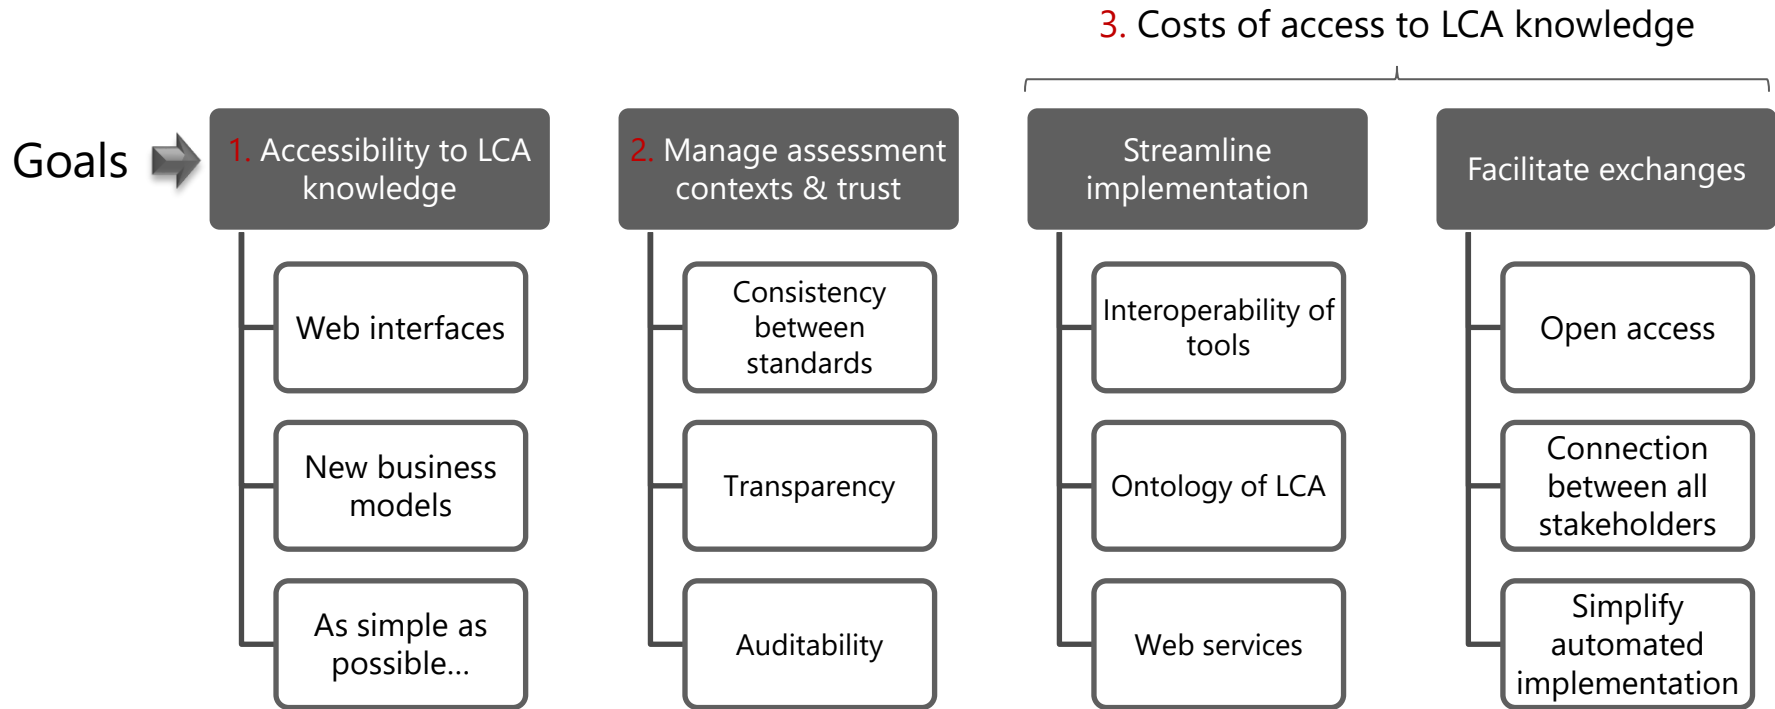 3. Costs of access to LCA knowledge
Goals
1. Accessibility to LCA
knowledge
Web interfaces
New business
models
As simple as
possible…
2. Manage assessment
contexts & trust
Consistency
between
standards
Transparency
Auditability
Streamline
implementation
Interoperability of
tools
Ontology of LCA
Web services
Facilitate exchanges
Open access
Connection
between all
stakeholders
Simplify
automated
implementation